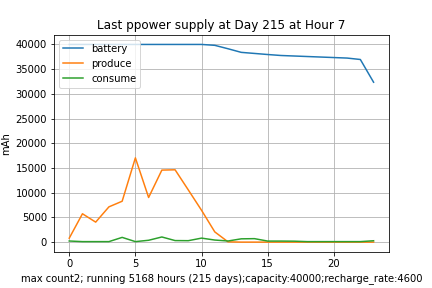 Last ppower supply at Day 215 at Hour 7
battery
produce
consume
mAh
40000
35000
30000
25000
20000
15000
10000
5000
0
0 5 10 15 20
max count2; running 5168 hours (215 days);capacity:40000;recharge_rate:4600